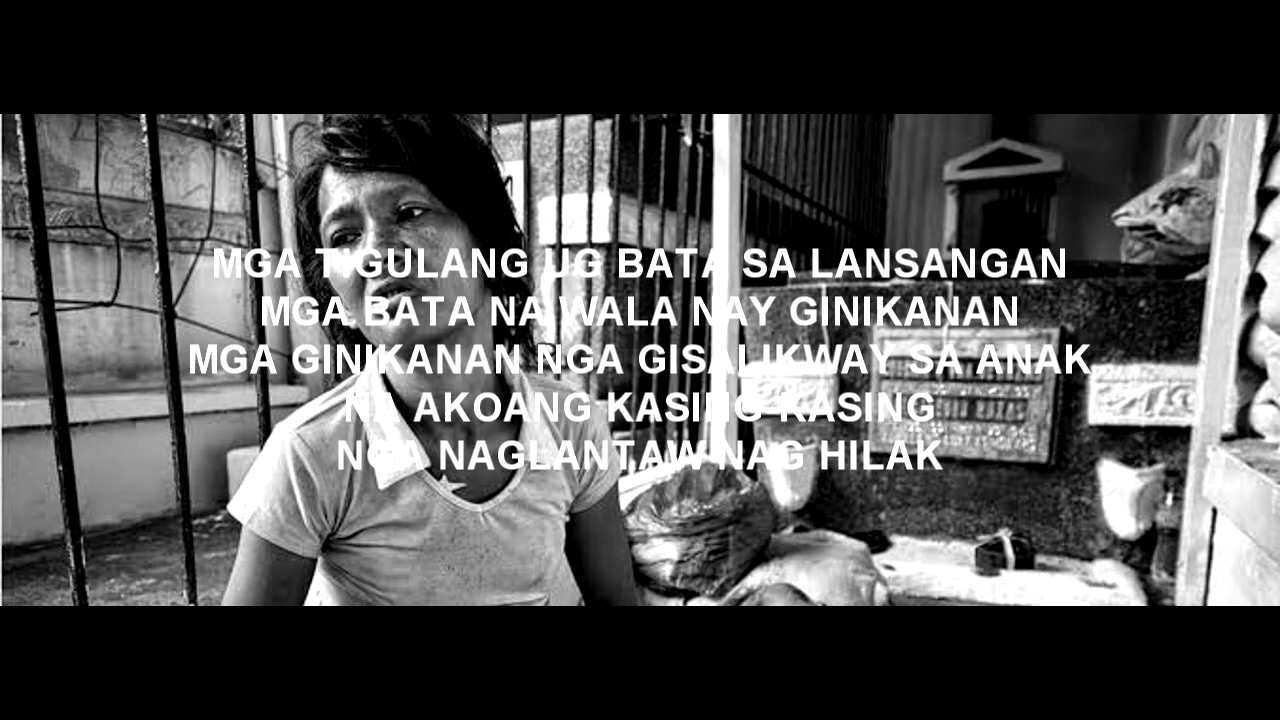 MGA TIGULANG UG BATA SA LANSANGAN
MGA BATA NA WALA NAY GINIKANAN
MGA GINIKANAN NGA GISALIKWAY SA ANAK
NA AKOANG KASING KASING
NGA NAGLANTAW NAG HILAK